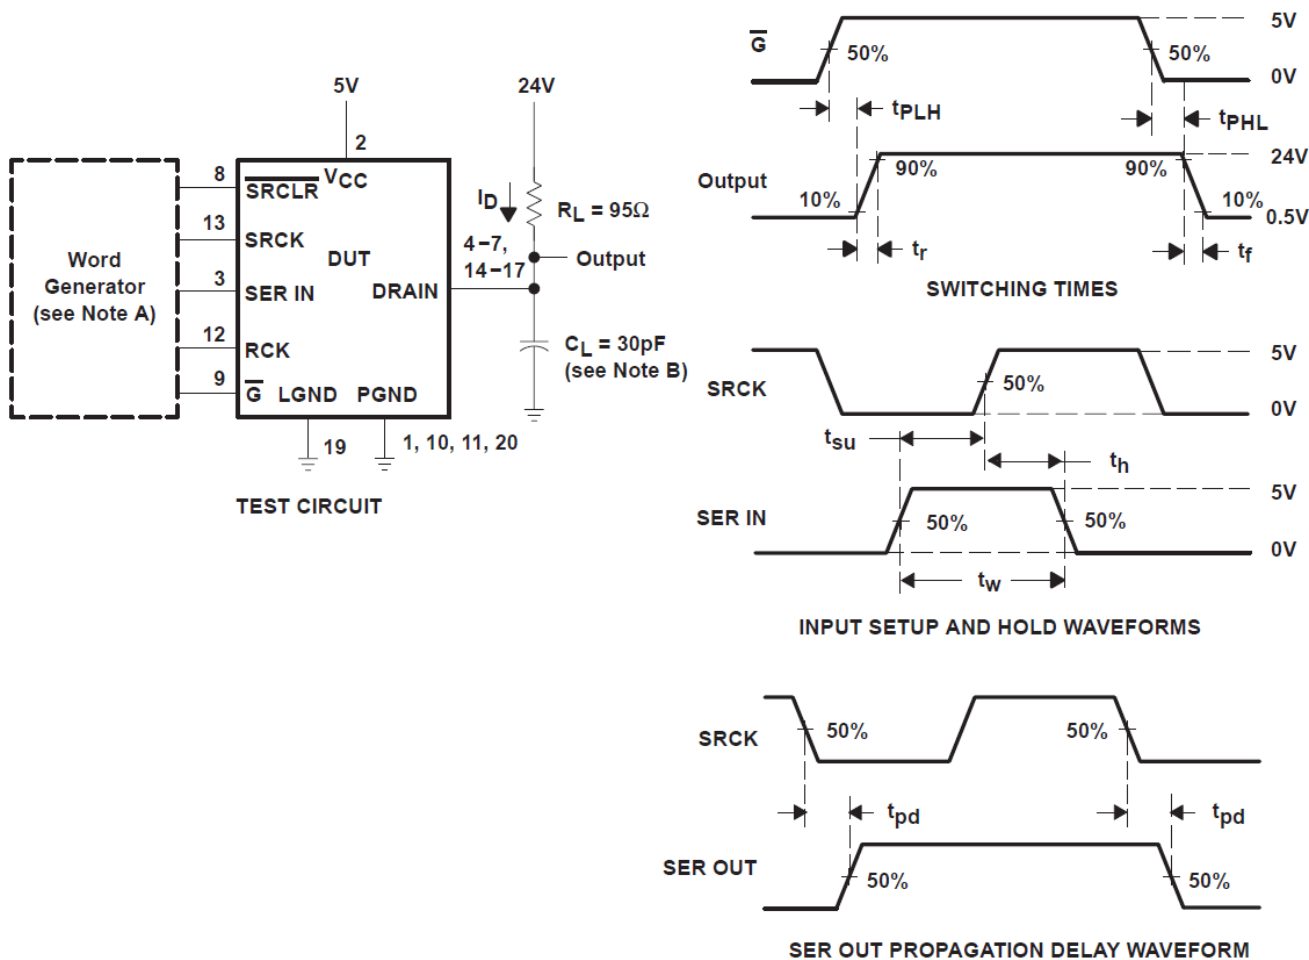 5V
24V
2
8
SRCLR
VCC
13
SRCK
DUT
3
SER IN
DRAIN
12
RCK
9
G
LGND
PGND
Word
Generator
(see Note A)
ID
RL = 95Ω
4–7,
14–17
Output
CL = 30pF
(see Note B)
19
1, 10, 11, 20
TEST CIRCUIT
G
50%
50%
5V
0V
tPLH
tPHL
Output
10%
90%
90%
10%
24V
0.5V
tr
tf
SWITCHING TIMES
SRCK
50%
5V
0V
tsu
th
SER IN
50%
50%
5V
0V
tw
INPUT SETUP AND HOLD WAVEFORMS
SRCK
50%
50%
tpd
tpd
SER OUT
50%
50%
SER OUT PROPAGATION DELAY WAVEFORM